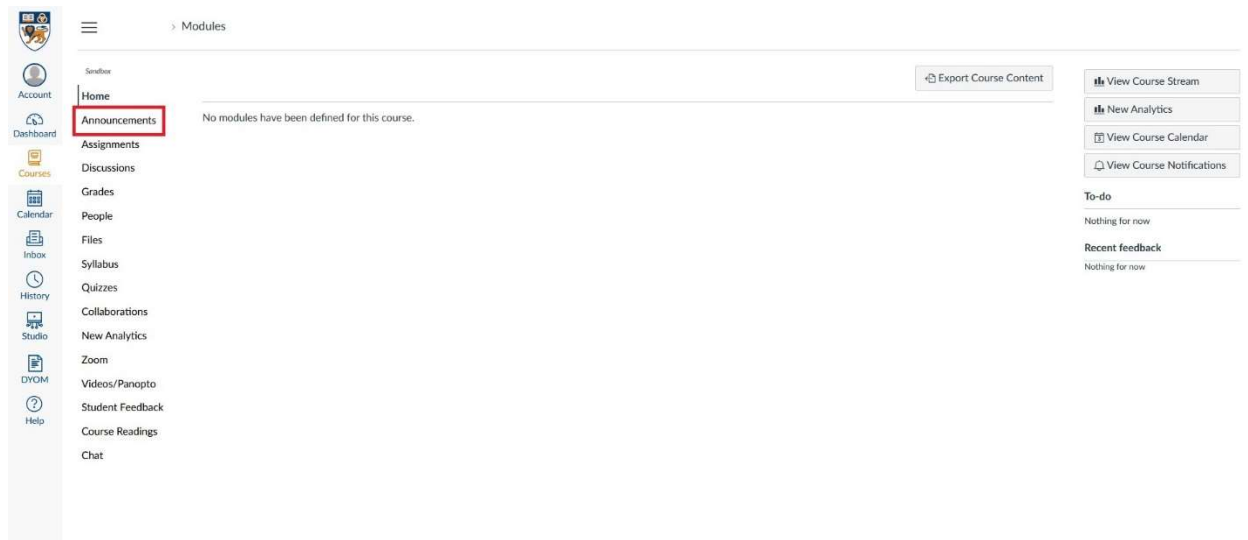 > Modules
Account
Dashboard
Courses
Calendar
Inbox
History
Studio
DYOM
Help
Sandbox
Home
Announcements
Assignments
Discussions
Grades
People
Files
Syllabus
Quizzes
Collaborations
New Analytics
Zoom
Videos/Panopto
Student Feedback
Course Readings
Chat
Export Course Content
No modules have been defined for this course.
View Course Stream
New Analytics
View Course Calendar
View Course Notifications
To-do
Nothing for now
Recent feedback
Nothing for now